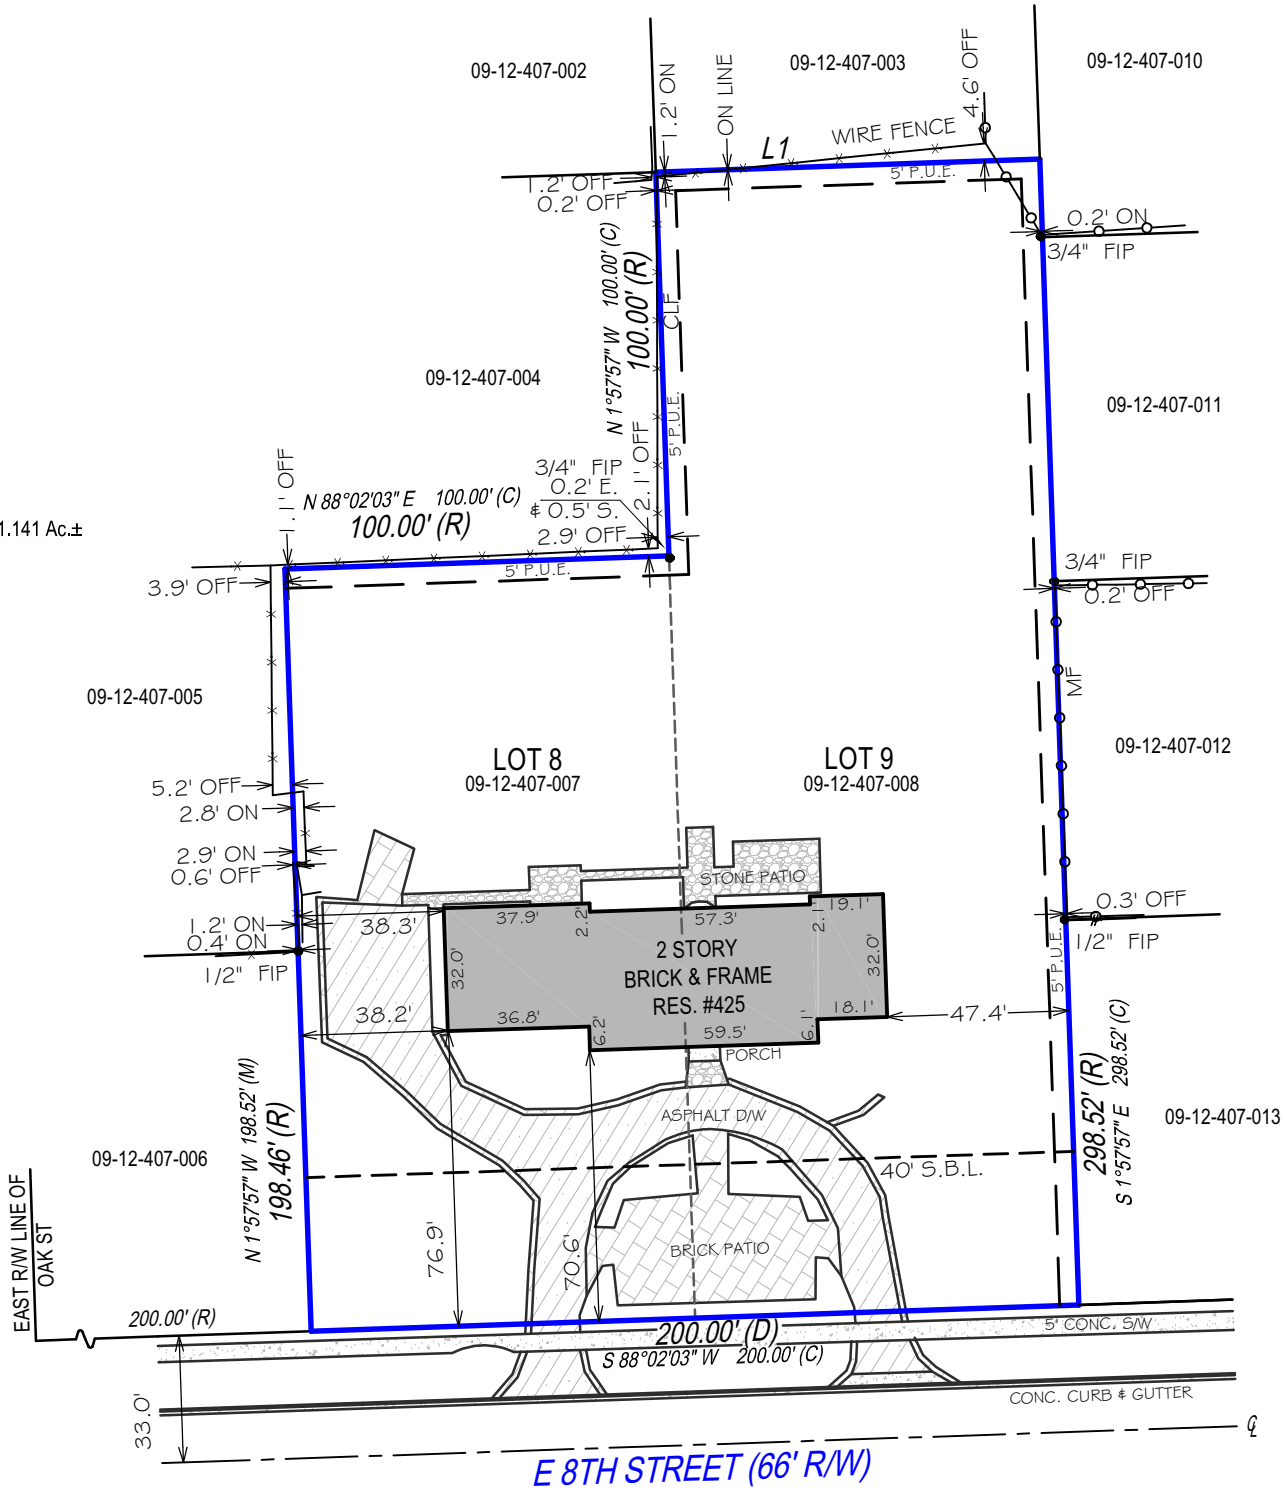 09-12-407-002
09-12-407-003
09-12-407-010
1.2' ON
ON LINE
4.6' OFF
L1
WIRE FENCE
5' P.U.E.
1.2' OFF
0.2' OFF
0.2' ON
3/4" FIP
N 1°57'57" W 100.00' (C)
100.00' (R)
CLF
5' P.U.E.
09-12-407-004
09-12-407-011
1.1' OFF
N 88°02'03" E 100.00' (C)
100.00' (R)
3/4" FIP
0.2' E.
& 0.5' S.
2.9' OFF
2.1' OFF
1.141 Ac.±
5' P.U.E.
3.9' OFF
3/4" FIP
0.2' OFF
MF
09-12-407-005
09-12-407-012
LOT 8
09-12-407-007
LOT 9
09-12-407-008
5.2' OFF
2.8' ON
2.9' ON
0.6' OFF
1.2' ON
0.4' ON
1/2" FIP
STONE PATIO
38.3'
37.9'
2.2'
57.3'
2.1'
19.1'
32.0'
2 STORY
BRICK & FRAME
RES. #425
32.0'
0.3' OFF
1/2" FIP
5' P.U.E.
38.2'
36.8'
6.2'
59.5'
6.1'
18.1'
47.4'
PORCH
ASPHALT D/W
N 1°57'57" W 198.52' (M)
198.46' (R)
298.52' (R)
S 1°57'57" E 298.52' (C)
09-12-407-013
09-12-407-006
40' S.B.L.
76.9'
70.6'
BRICK PATIO
EAST R/W LINE OF
OAK ST
200.00' (R)
200.00' (D)
S 88°02'03" W 200.00' (C)
5' CONC. S/W
CONC. CURB & GUTTER
33.0'
℄
E 8TH STREET (66' R/W)